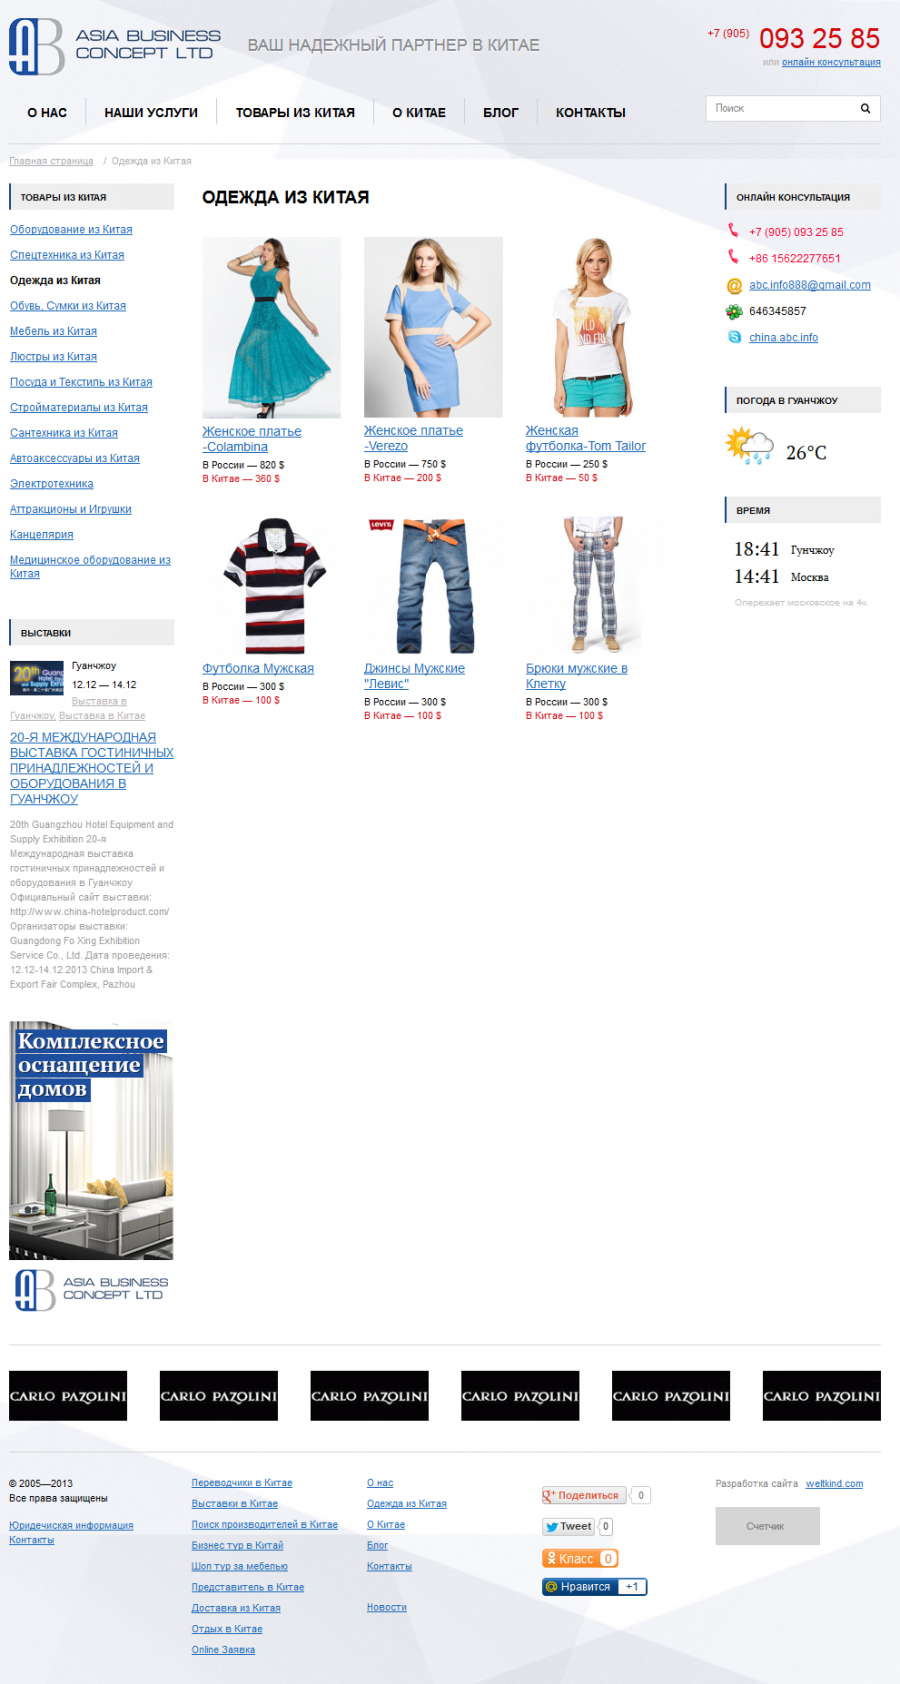 ASIA BUSINESS
CONCEPT LTD
ВАШ НАДЕЖНЫЙ ПАРТНЕР В КИТАЕ
+7 (905) 093 25 85
или онлайн консультация
О НАС
НАШИ УСЛУГИ
ТОВАРЫ ИЗ КИТАЯ
О КИТАЕ
БЛОГ
КОНТАКТЫ
Поиск
Главная страница / Одежда из Китая
ТОВАРЫ ИЗ КИТАЯ
Оборудование из Китая
Спецтехника из Китая
Одежда из Китая
Обувь, Сумки из Китая
Мебель из Китая
Люстры из Китая
Посуда и Текстиль из Китая
Стройматериалы из Китая
Сантехника из Китая
Автоаксессуары из Китая
Электротехника
Аттракционы и Игрушки
Канцелярия
Медицинское оборудование из
Китая
ВЫСТАВКИ
Гуанчжоу
12.12 — 14.12
Выставка в
Гуанчжоу, Выставка в Китае
20-Я МЕЖДУНАРОДНАЯ
ВЫСТАВКА ГОСТИНИЧНЫХ
ПРИНАДЛЕЖНОСТЕЙ И
ОБОРУДОВАНИЯ В
ГУАНЧЖОУ
20th Guangzhou Hotel Equipment and
Supply Exhibition 20-я
Международная выставка
гостиничных принадлежностей и
оборудования в Гуанчжоу
Официальный сайт выставки:
http://www.china-hotelproduct.com/
Организаторы выставки:
Guangdong Fo Xing Exhibition
Service Co., Ltd. Дата проведения:
12.12-14.12.2013 China Import &
Export Fair Complex, Pazhou
Комплексное
оснащение
домов
ASIA BUSINESS
CONCEPT LTD
ОДЕЖДА ИЗ КИТАЯ
Женское платье
-Colambina
В России — 820 $
В Китае — 360 $
Женское платье
-Verezo
В России — 750 $
В Китае — 200 $
Женская
футболка-Tom Tailor
В России — 250 $
В Китае — 50 $
Футболка Мужская
В России — 300 $
В Китае — 100 $
LEVI'S
Джинсы Мужские
"Левис"
В России — 300 $
В Китае — 100 $
Брюки мужские в
Клетку
В России — 300 $
В Китае — 100 $
ОНЛАЙН КОНСУЛЬТАЦИЯ
+7 (905) 093 25 85
+86 15622277651
abc.info888@gmail.com
646345857
china.abc.info
ПОГОДА В ГУАНЧЖОУ
26°C
ВРЕМЯ
18:41 Гунчжоу
14:41 Москва
Опережает московское на 4ч.
CARLO PAZOLINI
CARLO PAZOLINI
CARLO PAZOLINI
CARLO PAZOLINI
CARLO PAZOLINI
CARLO PAZOLINI
© 2005—2013
Все права защищены
Юридечиская информация
Контакты
Переводчики в Китае
Выставки в Китае
Поиск производителей в Китае
Бизнес тур в Китай
Шоп тур за мебелью
Представитель в Китае
Доставка из Китая
Отдых в Китае
Online Заявка
О нас
Одежда из Китая
О Китае
Блог
Контакты
Новости
Поделиться 0
Tweet 0
Класс 0
Нравится +1
Разработка сайта weltkind.com
Счетчик